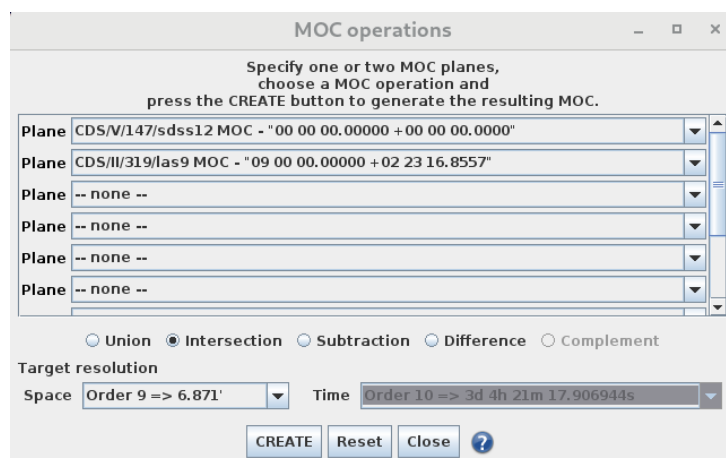 MOC operations
Specify one or two MOC planes,
choose a MOC operation and
press the CREATE button to generate the resulting MOC.
Plane CDS/V/147/sdss12 MOC - "00 00 00.00000 +00 00 00.0000"
Plane CDS/II/319/las9 MOC - "09 00 00.00000 +02 23 16.8557"
Plane -- none --
Plane -- none --
Plane -- none --
Plane -- none --
Union Intersection Subtraction Difference Complement
Target resolution
Space Order 9 => 6.871' Time Order 10 => 3d 4h 21m 17.906944s
CREATE Reset Close ?